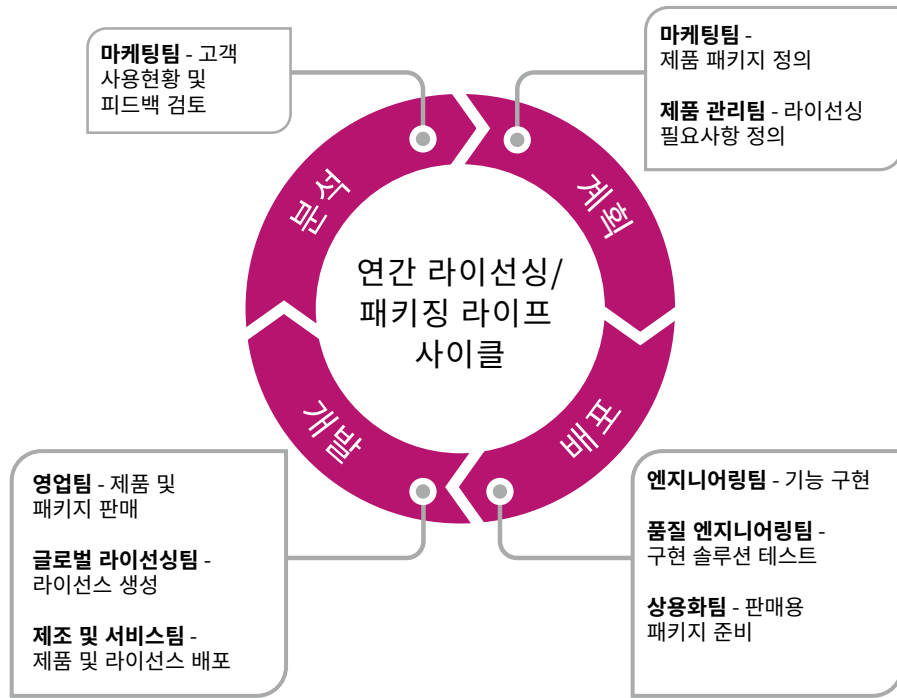 마케팅팀 - 고객
사용현황 및
피드백 검토
마케팅팀 -
제품 패키지 정의
제품 관리팀 - 라이선싱
필요사항 정의
분석
계획
연간 라이선싱/
패키징 라이프
사이클
개발
배포
영업팀 - 제품 및
패키지 판매
글로벌 라이선싱팀 -
라이선스 생성
제조 및 서비스팀 -
제품 및 라이선스 배포
엔지니어링팀 - 기능 구현
품질 엔지니어링팀 -
구현 솔루션 테스트
상용화팀 - 판매용
패키지 준비